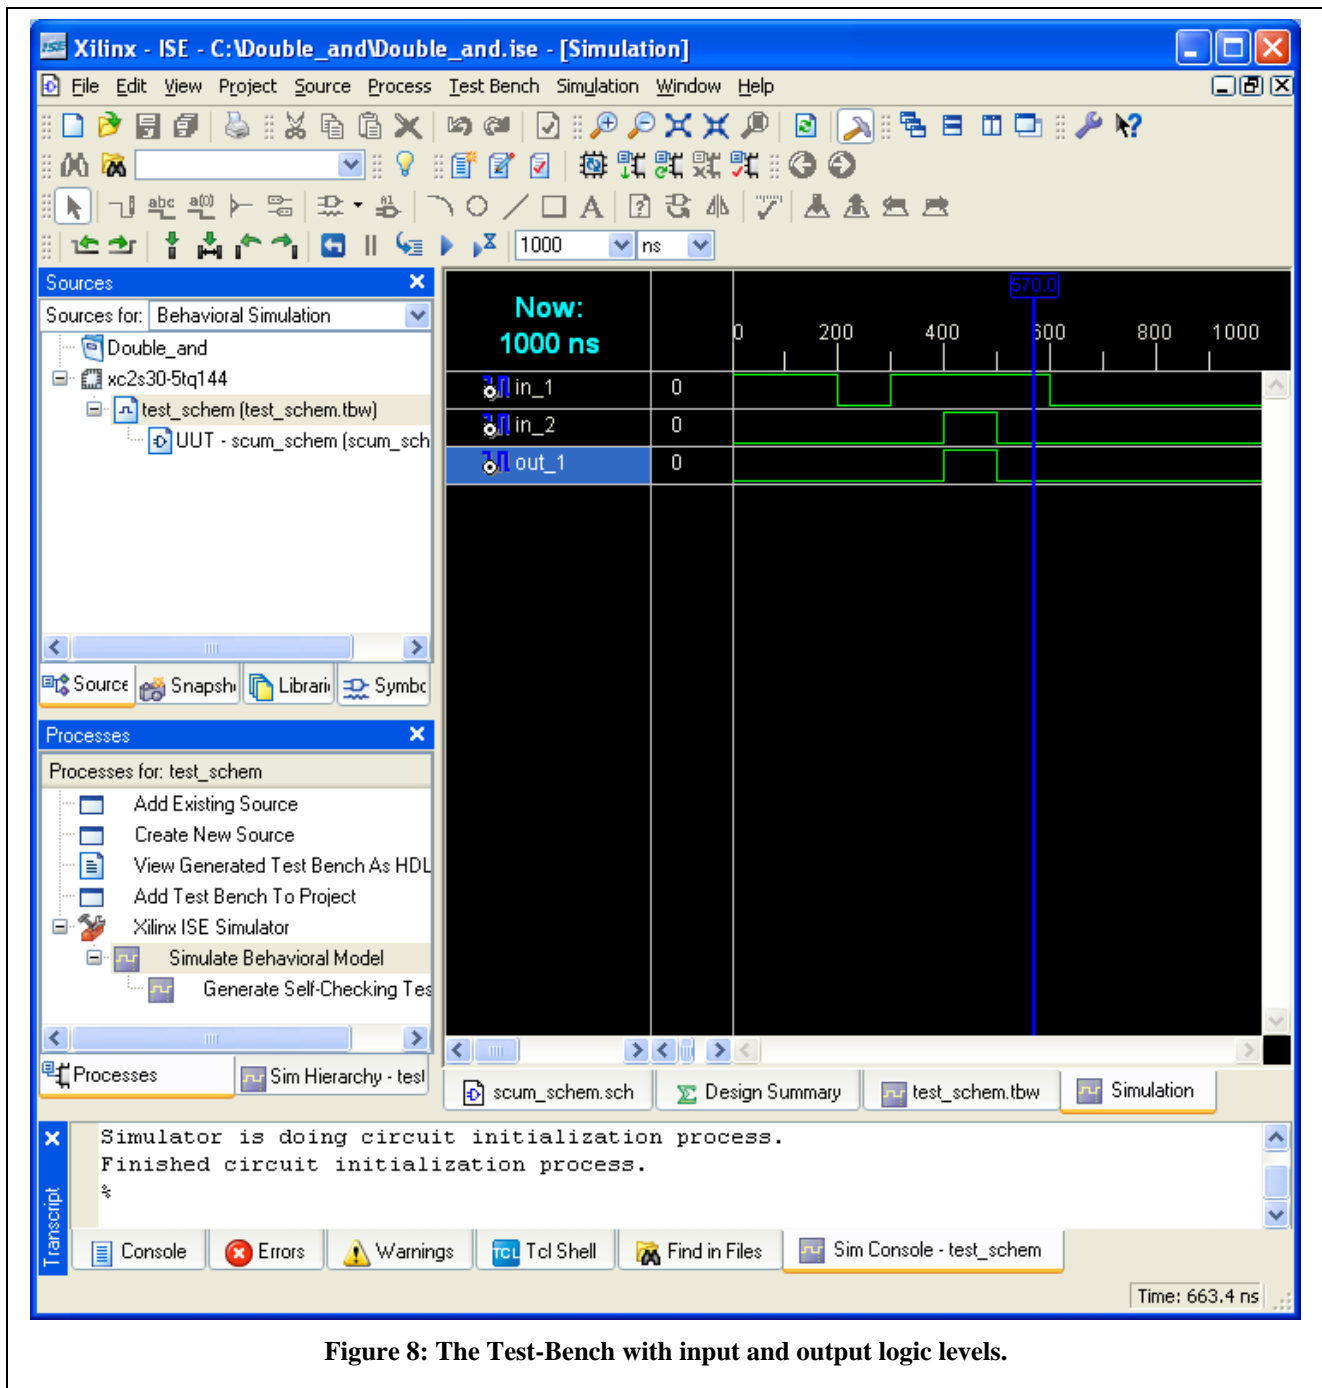 Xilinx - ISE - C:\Double_and\Double_and.ise - [Simulation]
File Edit View Project Source Process Test Bench Simulation Window Help
1000 ns
Sources
Sources for: Behavioral Simulation
Double_and
xc2s30-5tq144
test_schem (test_schem.tbw)
UUT - scum_schem (scum_sch
Source Snapsh Librari Symbo
Processes
Processes for: test_schem
Add Existing Source
Create New Source
View Generated Test Bench As HDL
Add Test Bench To Project
Xilinx ISE Simulator
Simulate Behavioral Model
Generate Self-Checking Tes
Processes Sim Hierarchy - test
Now:
1000 ns
570.0
0 200 400 600 800 1000
in_1 0
in_2 0
out_1 0
scum_schem.sch Design Summary test_schem.tbw Simulation
Transcript
Simulator is doing circuit initialization process.
Finished circuit initialization process.
%
Console Errors Warnings Tcl Shell Find in Files Sim Console - test_schem
Time: 663.4 ns
Figure 8: The Test-Bench with input and output logic levels.